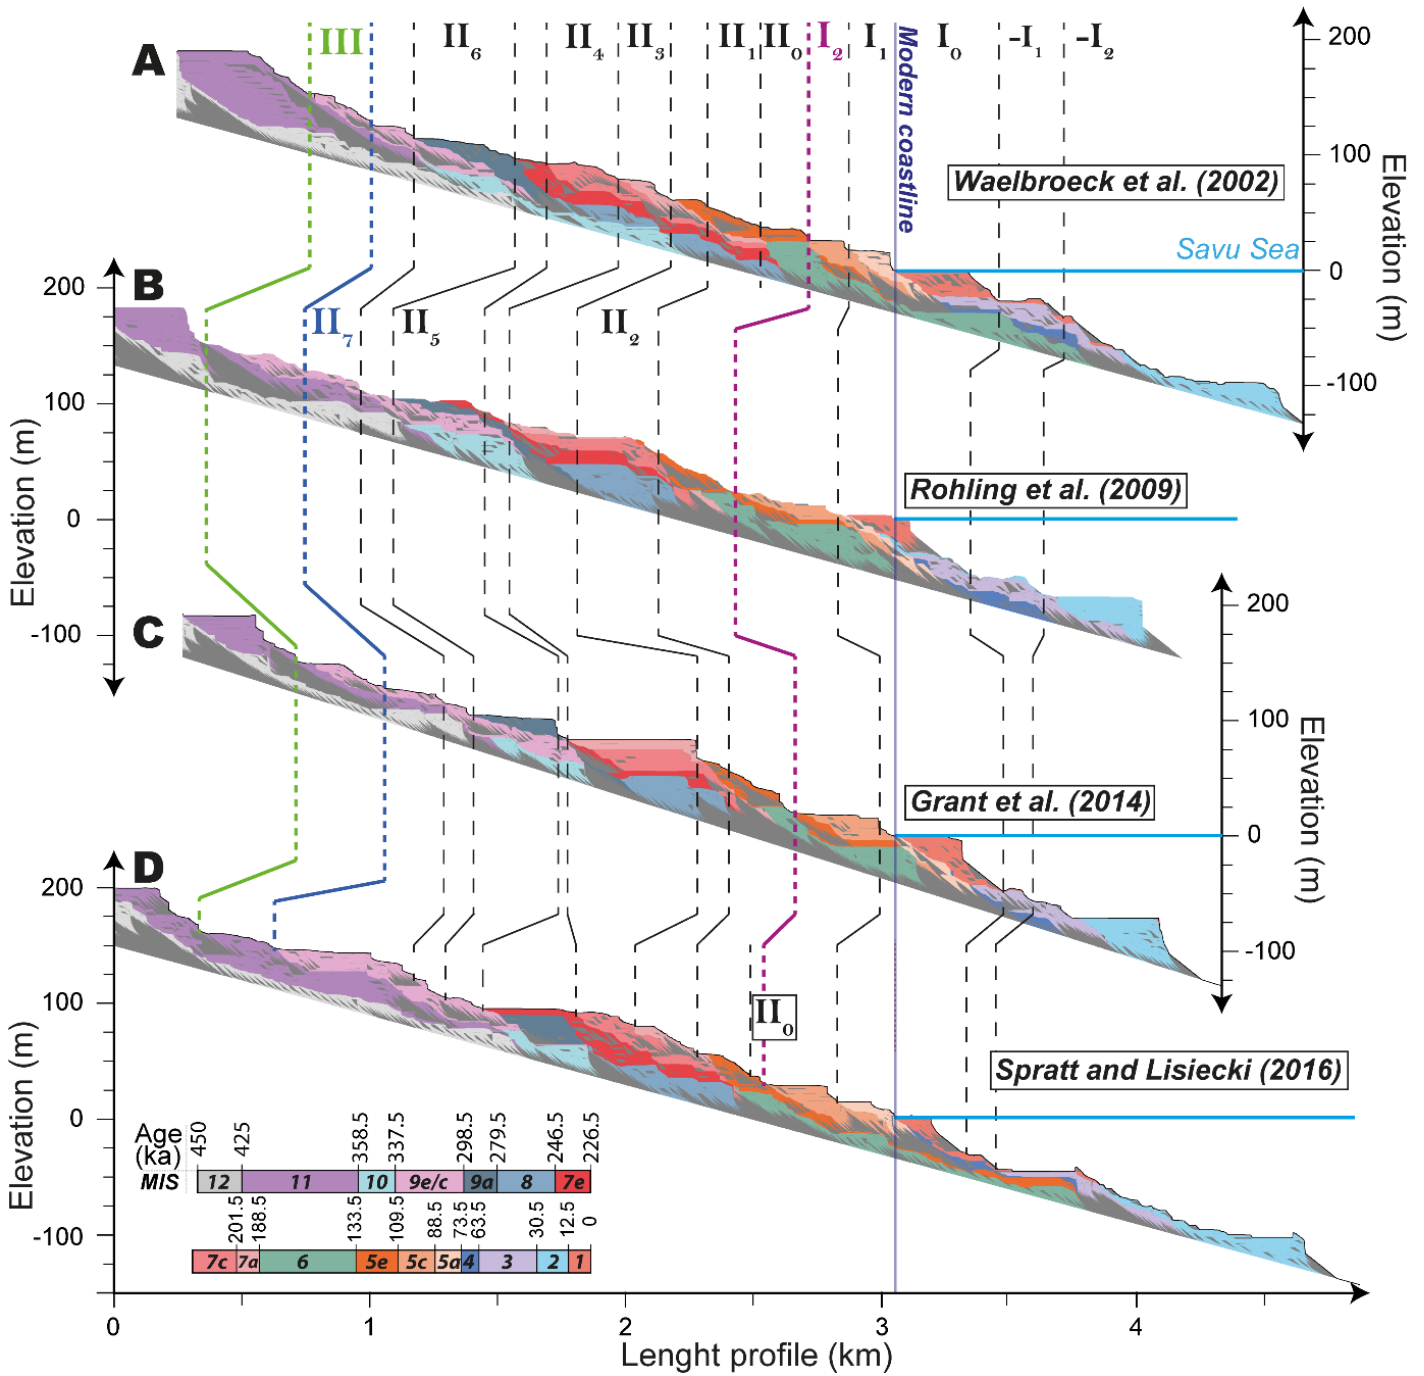 III II₆ II₄ II₃ II₁ II₀ I₂ I₁ I₀ -I₁ -I₂
A
Modern coastline
200
100
0
-100
Elevation (m)
Waelbroeck et al. (2002)
Savu Sea
B
II₇ II₅ II₂
200
100
0
-100
Elevation (m)
Rohling et al. (2009)
C
200
100
0
-100
Elevation (m)
Grant et al. (2014)
D
200
100
0
-100
Elevation (m)
II₀
Spratt and Lisiecki (2016)
Age (ka)
450 425 358.5 337.5 298.5 279.5 246.5 226.5
MIS 12 11 10 9e/c 9a 8 7e
201.5 188.5 133.5 109.5 88.5 73.5 63.5 30.5 12.5 0
7c 7a 6 5e 5c 5a 4 3 2 1
0 1 2 3 4
Lenght profile (km)